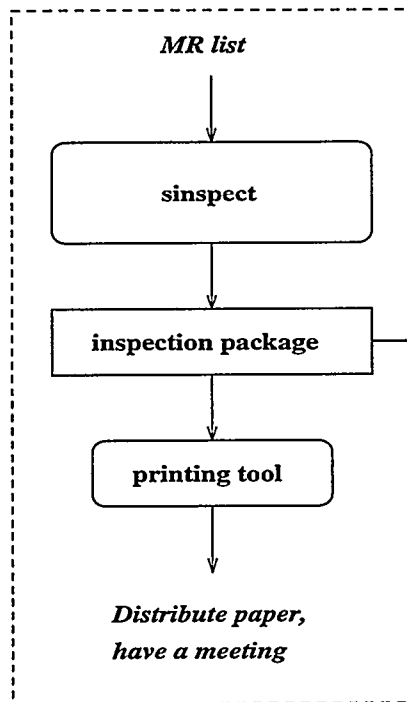 MR list
sinspect
inspection package
printing tool
Distribute paper,
have a meeting